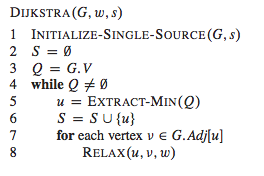 DIJKSTRA(G, w, s)
1 INITIALIZE-SINGLE-SOURCE(G, s)
2 S = ∅
3 Q = G.V
4 while Q ≠ ∅
5 u = EXTRACT-MIN(Q)
6 S = S ∪ {u}
7 for each vertex v ∈ G.Adj[u]
8 RELAX(u, v, w)